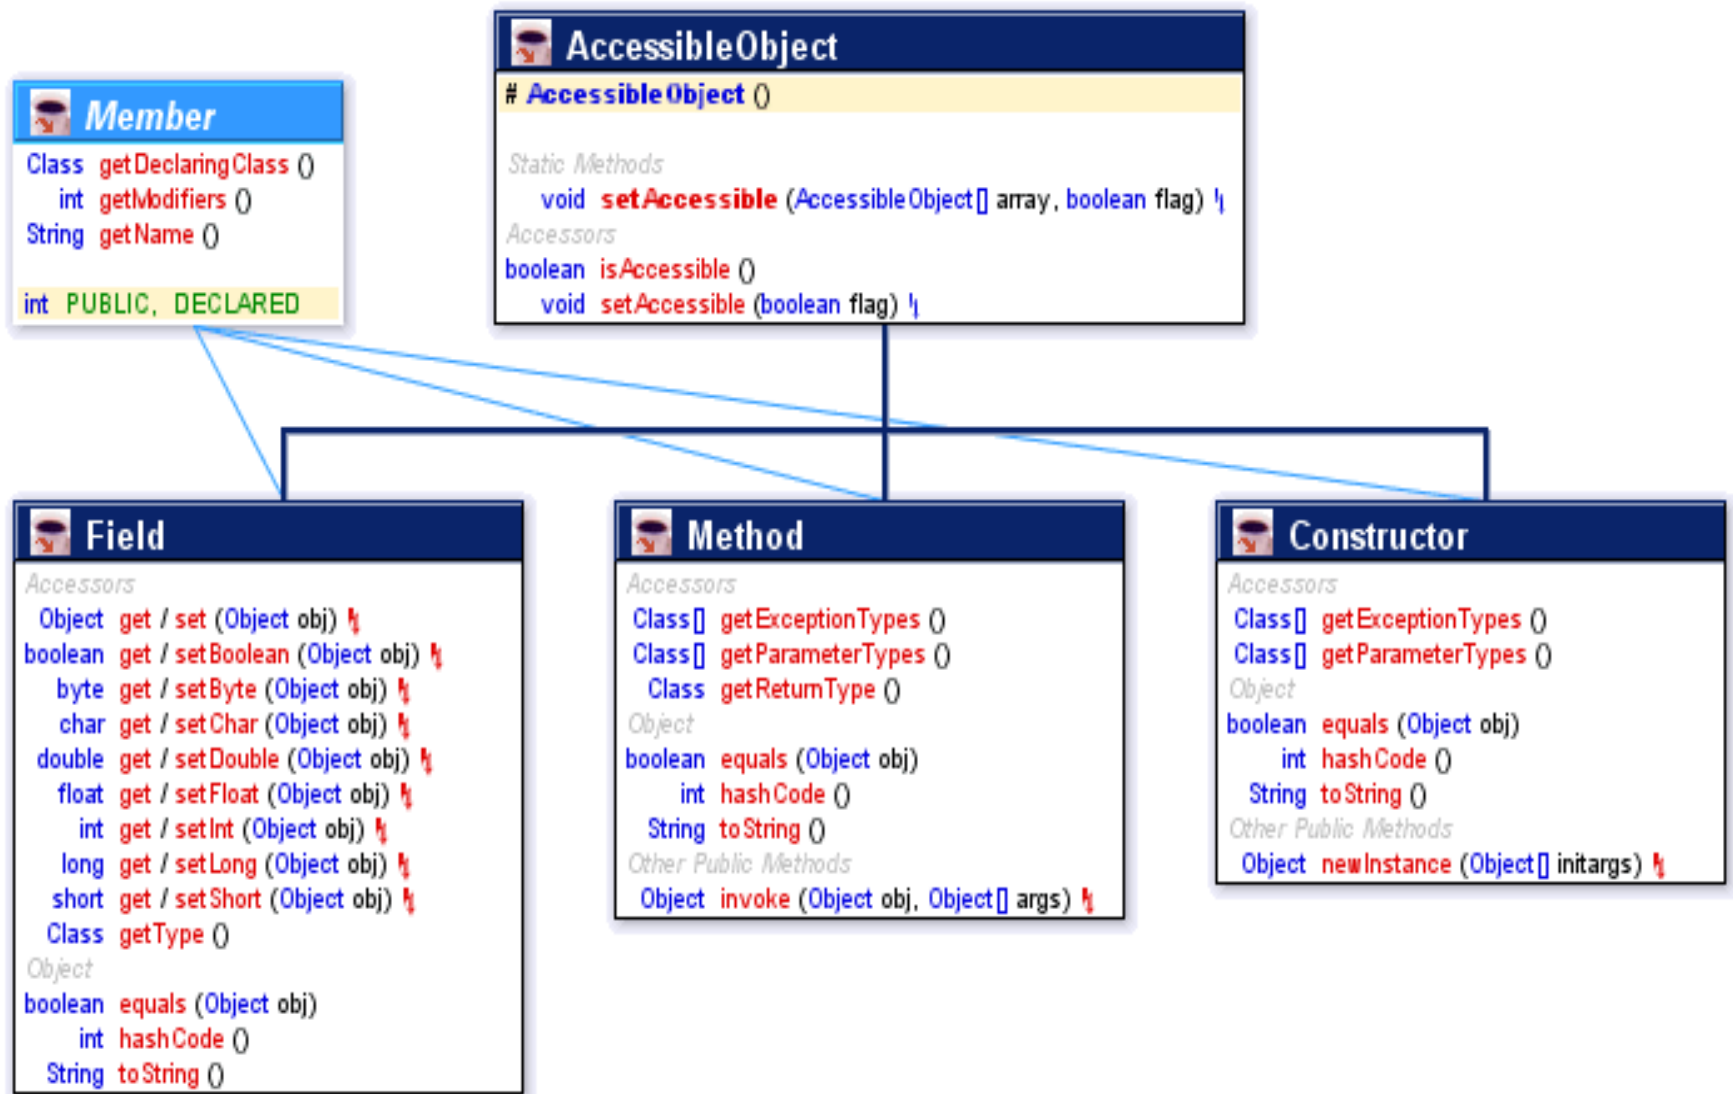 Member
Class getDeclaringClass ()
int getModifiers ()
String getName ()
int PUBLIC, DECLARED
AccessibleObject
# AccessibleObject ()
Static Methods
void setAccessible (AccessibleObject[] array, boolean flag)
Accessors
boolean isAccessible ()
void setAccessible (boolean flag)
Field
Accessors
Object get / set (Object obj)
boolean get / setBoolean (Object obj)
byte get / setByte (Object obj)
char get / setChar (Object obj)
double get / setDouble (Object obj)
float get / setFloat (Object obj)
int get / setInt (Object obj)
long get / setLong (Object obj)
short get / setShort (Object obj)
Class getType ()
Object
boolean equals (Object obj)
int hashCode ()
String toString ()
Method
Accessors
Class[] getExceptionTypes ()
Class[] getParameterTypes ()
Class getReturnType ()
Object
boolean equals (Object obj)
int hashCode ()
String toString ()
Other Public Methods
Object invoke (Object obj, Object[] args)
Constructor
Accessors
Class[] getExceptionTypes ()
Class[] getParameterTypes ()
Object
boolean equals (Object obj)
int hashCode ()
String toString ()
Other Public Methods
Object newInstance (Object[] initargs)